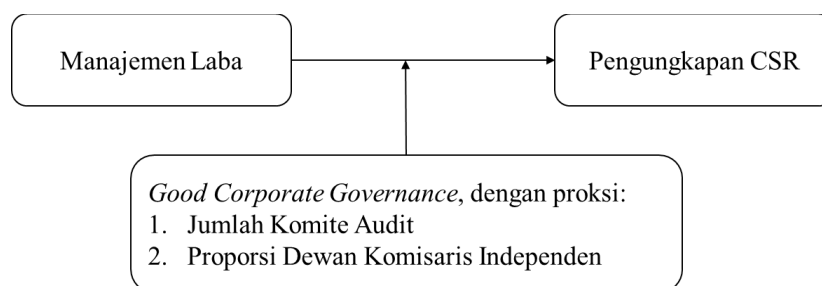 Manajemen Laba
Pengungkapan CSR
Good Corporate Governance, dengan proksi:
1. Jumlah Komite Audit
2. Proporsi Dewan Komisaris Independen